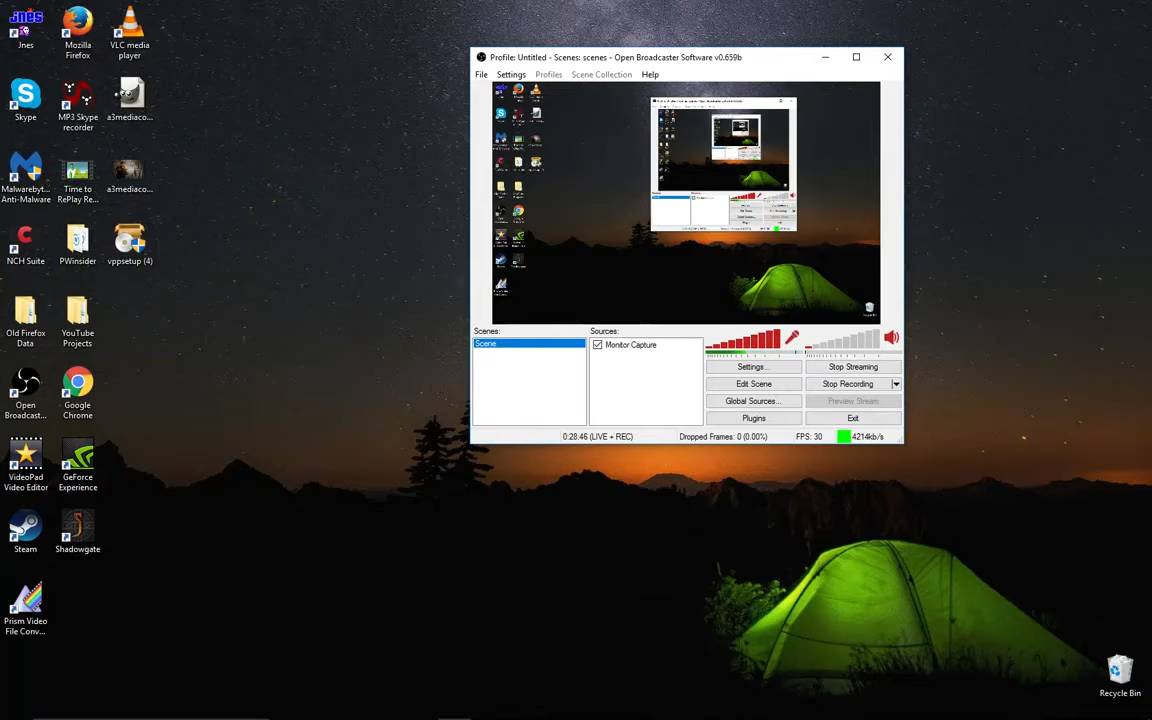 JNES
Jnes
Mozilla
Firefox
VLC media
player
Skype
MP3 Skype
recorder
a3mediaco...
Malwarebyt...
Anti-Malware
Time to
RePlay Re...
a3mediaco...
NCH Suite
PWinsider
vppsetup (4)
Old Firefox
Data
YouTube
Projects
Open
Broadcast...
Google
Chrome
VideoPad
Video Editor
GeForce
Experience
Steam
Shadowgate
Prism Video
File Conv...
Profile: Untitled - Scenes: scenes - Open Broadcaster Software v0.659b
File Settings Profiles Scene Collection Help
Scenes:
Sources:
Scene
Monitor Capture
Settings...
Stop Streaming
Edit Scene
Stop Recording
Global Sources...
Preview Stream
Plugins
Exit
0:28:46 (LIVE + REC) Dropped Frames: 0 (0.00%) FPS: 30 4214kb/s
Recycle Bin